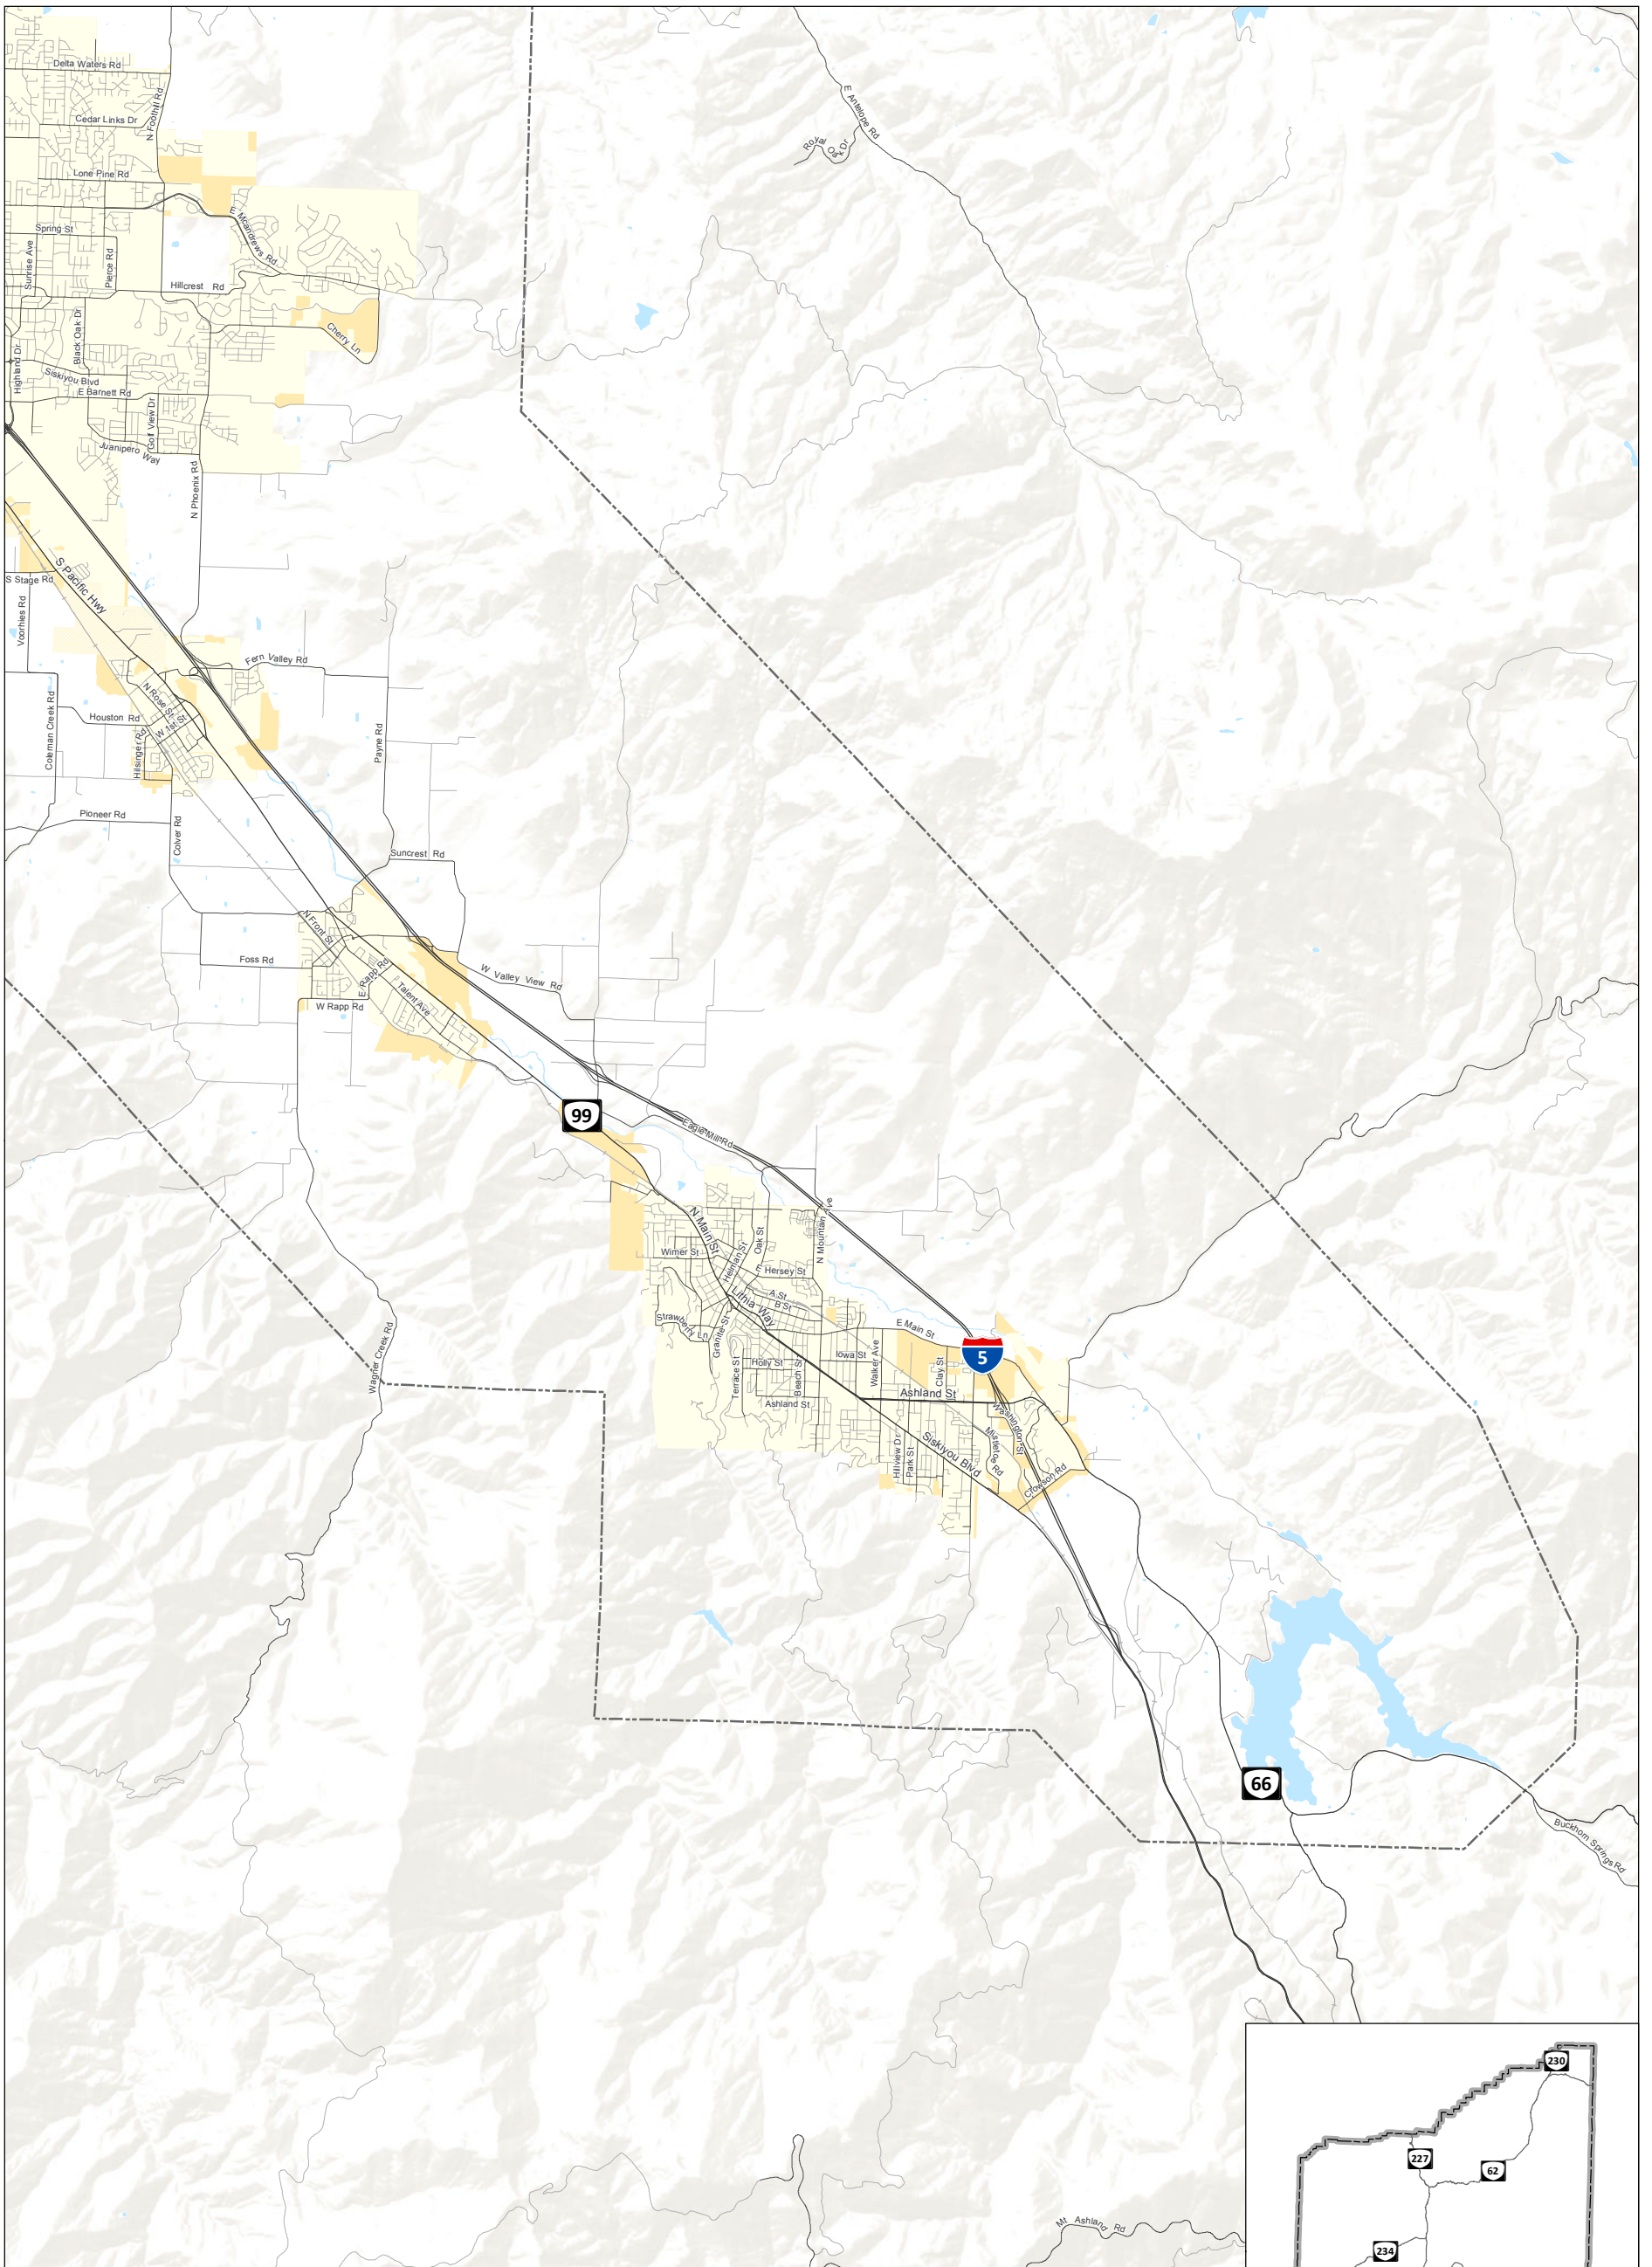 Delta Waters Rd
N Foothill Rd
Cedar Links Dr
E Antelope Rd
Royal Oak Dr
Lone Pine Rd
E Mcandrews Rd
Spring St
Sunrise Ave
Pierce Rd
Hillcrest Rd
Cherry Ln
Black Oak Dr
Highland Dr
Siskiyou Blvd
E Barnett Rd
Golf View Dr
Juanipero Way
N Phoenix Rd
S Pacific Hwy
S Stage Rd
Voorhies Rd
Fern Valley Rd
N Rose St
Coleman Creek Rd
Houston Rd
W 1st St
Hilsinger Rd
Payne Rd
Pioneer Rd
Colver Rd
Suncrest Rd
N Front St
Foss Rd
E Rapp Rd
W Valley View Rd
Talent Ave
W Rapp Rd
99
Eagle Mill Rd
N Mountain Ave
N Main St
Oak St
Wimer St
Helman St
E Hersey St
A St
B St
Lithia Way
Strawberry Ln
Granite St
E Main St
Wagner Creek Rd
5
Iowa St
Walker Ave
Clay St
Holly St
Terrace St
Beach St
Ashland St
Ashland St
Washington St
Mistletoe Rd
Siskiyou Blvd
Hillview Dr
Park St
Crowson Rd
66
Buckhorn Springs Rd
230
227
62
Mt Ashland Rd
234